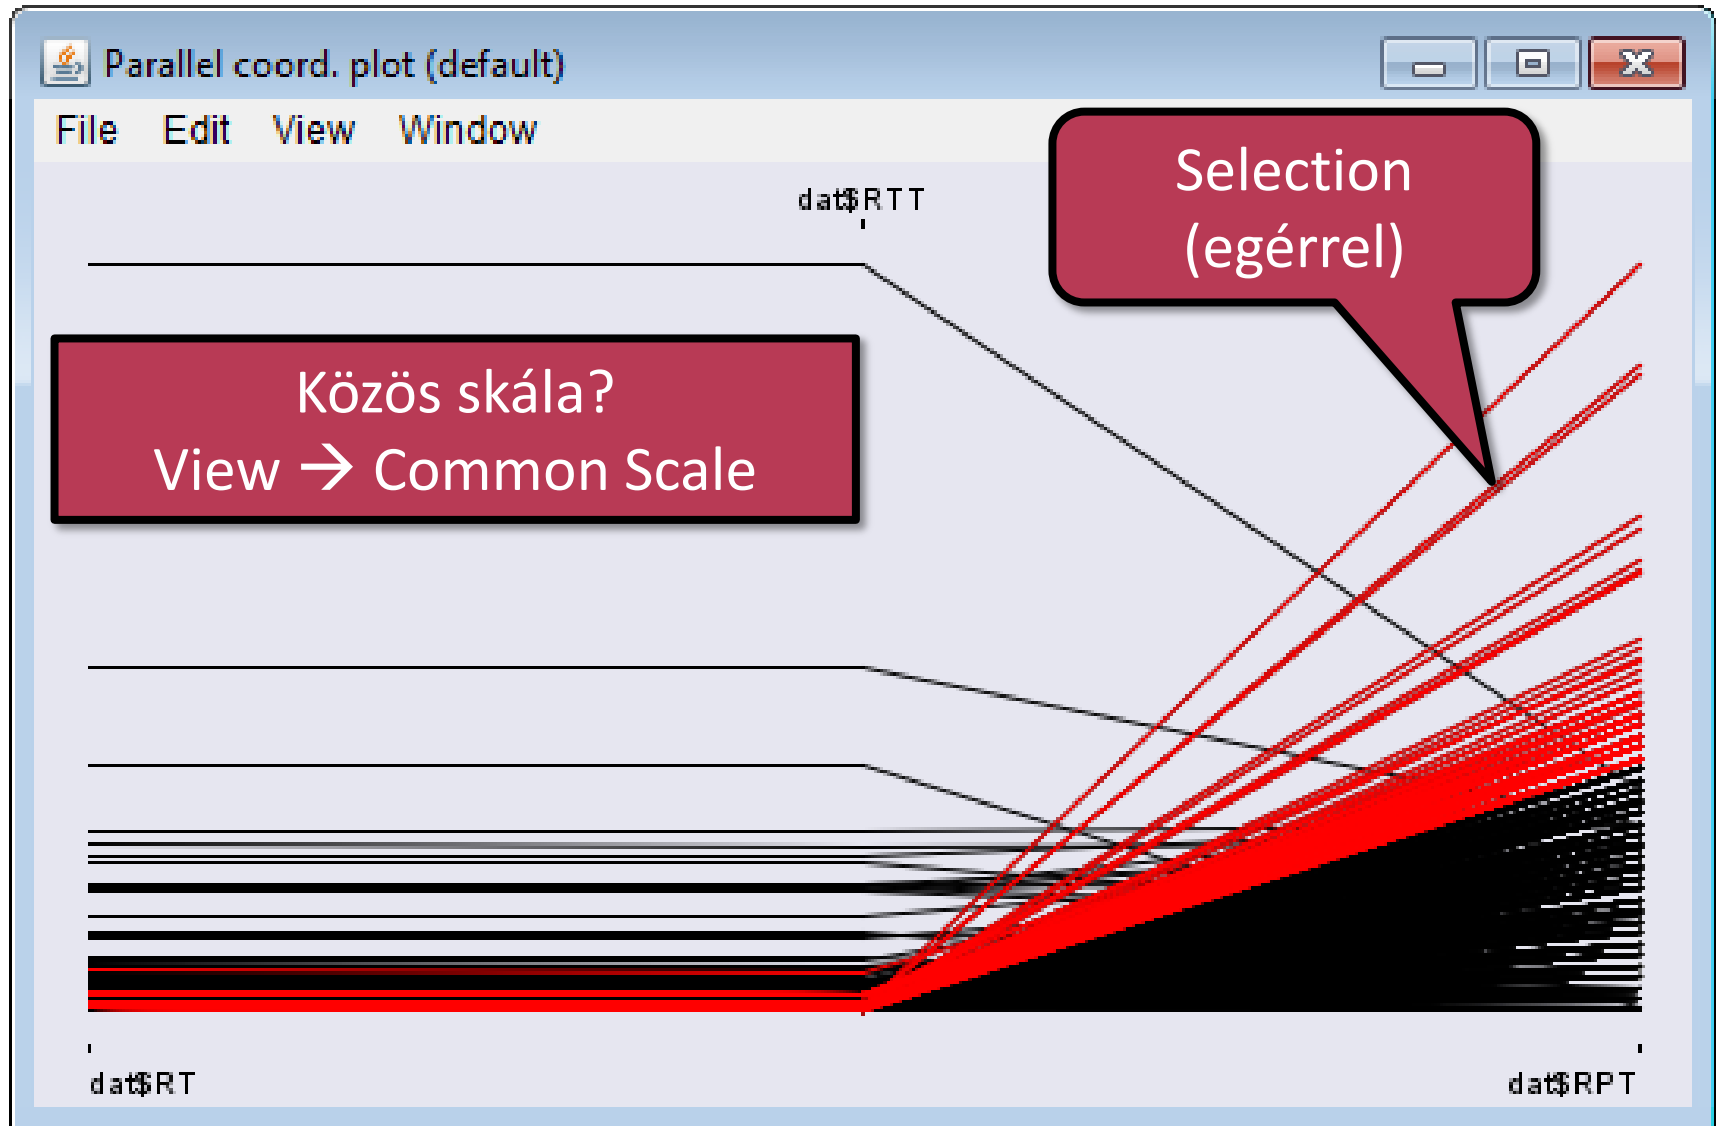 Parallel coord. plot (default)
File Edit View Window
dat$RTT
Selection
(egérrel)
Közös skála?
View → Common Scale
dat$RT
dat$RPT